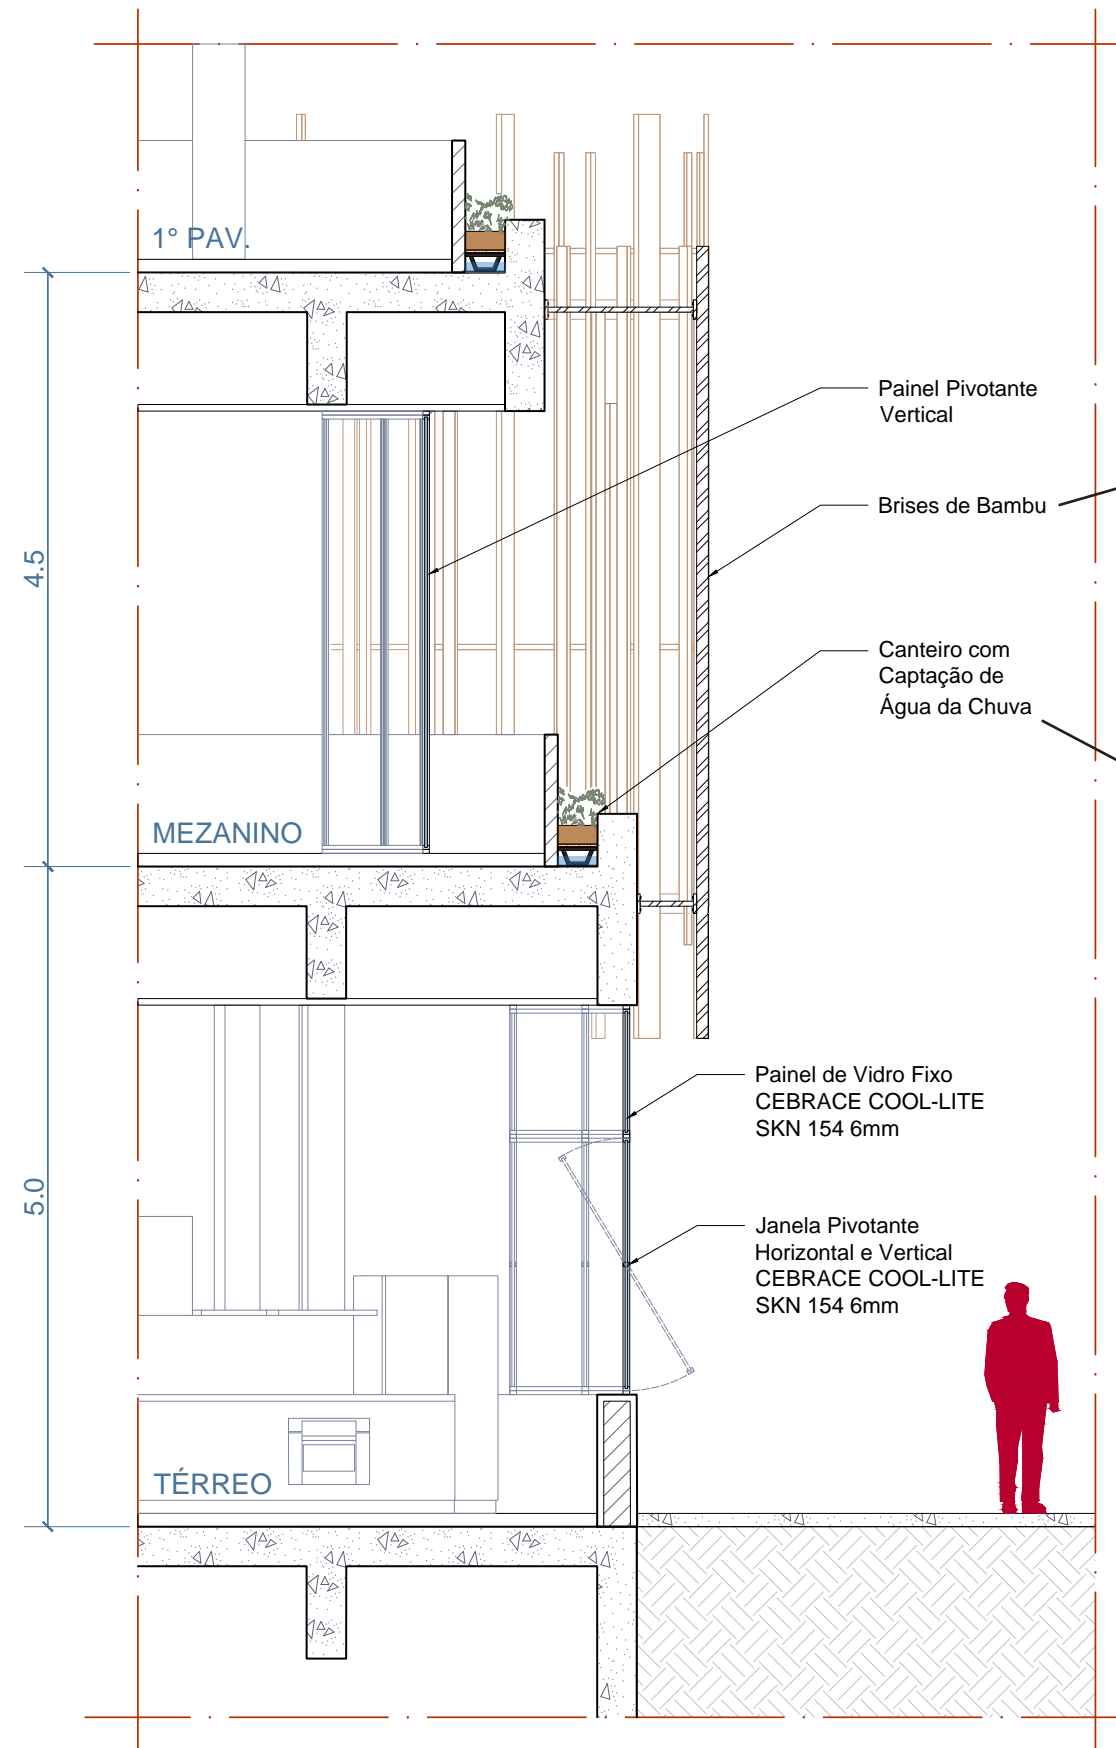 1° PAV.
4.5
Painel Pivotante
Vertical
Brises de Bambu
Canteiro com
Captação de
Água da Chuva
MEZANINO
5.0
Painel de Vidro Fixo
CEBRACE COOL-LITE
SKN 154 6mm
Janela Pivotante
Horizontal e Vertical
CEBRACE COOL-LITE
SKN 154 6mm
TÉRREO